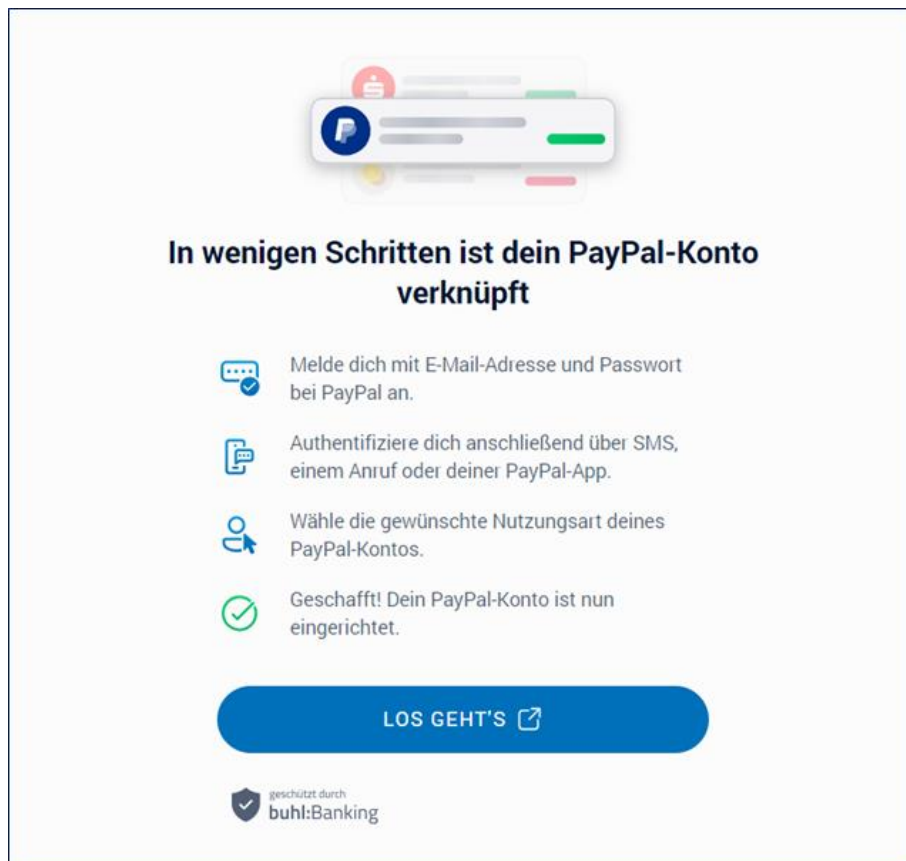 In wenigen Schritten ist dein PayPal-Konto
verknüpft
Melde dich mit E-Mail-Adresse und Passwort
bei PayPal an.
Authentifiziere dich anschließend über SMS,
einem Anruf oder deiner PayPal-App.
Wähle die gewünschte Nutzungsart deines
PayPal-Kontos.
Geschafft! Dein PayPal-Konto ist nun
eingerichtet.
LOS GEHT'S
geschützt durch
buhl:Banking